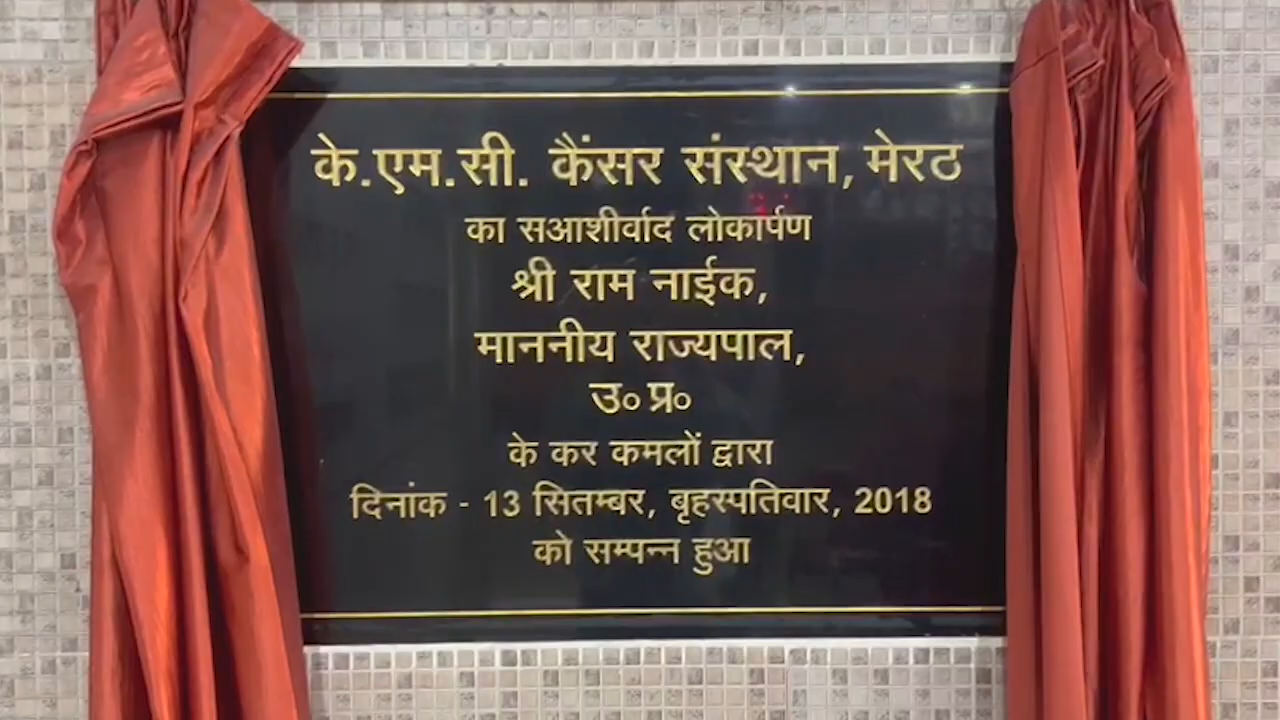 के.एम.सी. कैंसर संस्थान, मेरठ
का सआशीर्वाद लोकार्पण
श्री राम नाईक,
माननीय राज्यपाल,
उ० प्र०
के कर कमलों द्वारा
दिनांक - 13 सितम्बर, बृहस्पतिवार, 2018
को सम्पन्न हुआ